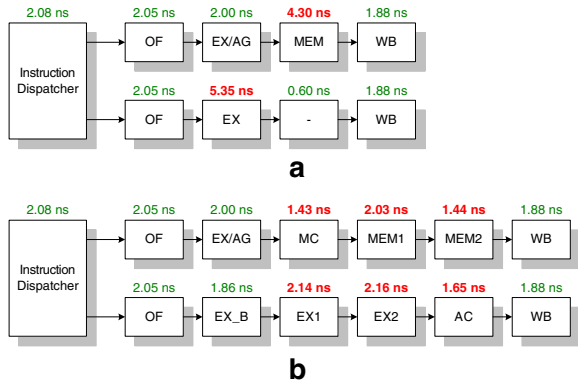 2.08 ns 2.05 ns 2.00 ns 4.30 ns 1.88 ns
Instruction
Dispatcher
OF EX/AG MEM WB
2.05 ns 5.35 ns 0.60 ns 1.88 ns
OF EX - WB
a
2.08 ns 2.05 ns 2.00 ns 1.43 ns 2.03 ns 1.44 ns 1.88 ns
Instruction
Dispatcher
OF EX/AG MC MEM1 MEM2 WB
2.05 ns 1.86 ns 2.14 ns 2.16 ns 1.65 ns 1.88 ns
OF EX_B EX1 EX2 AC WB
b